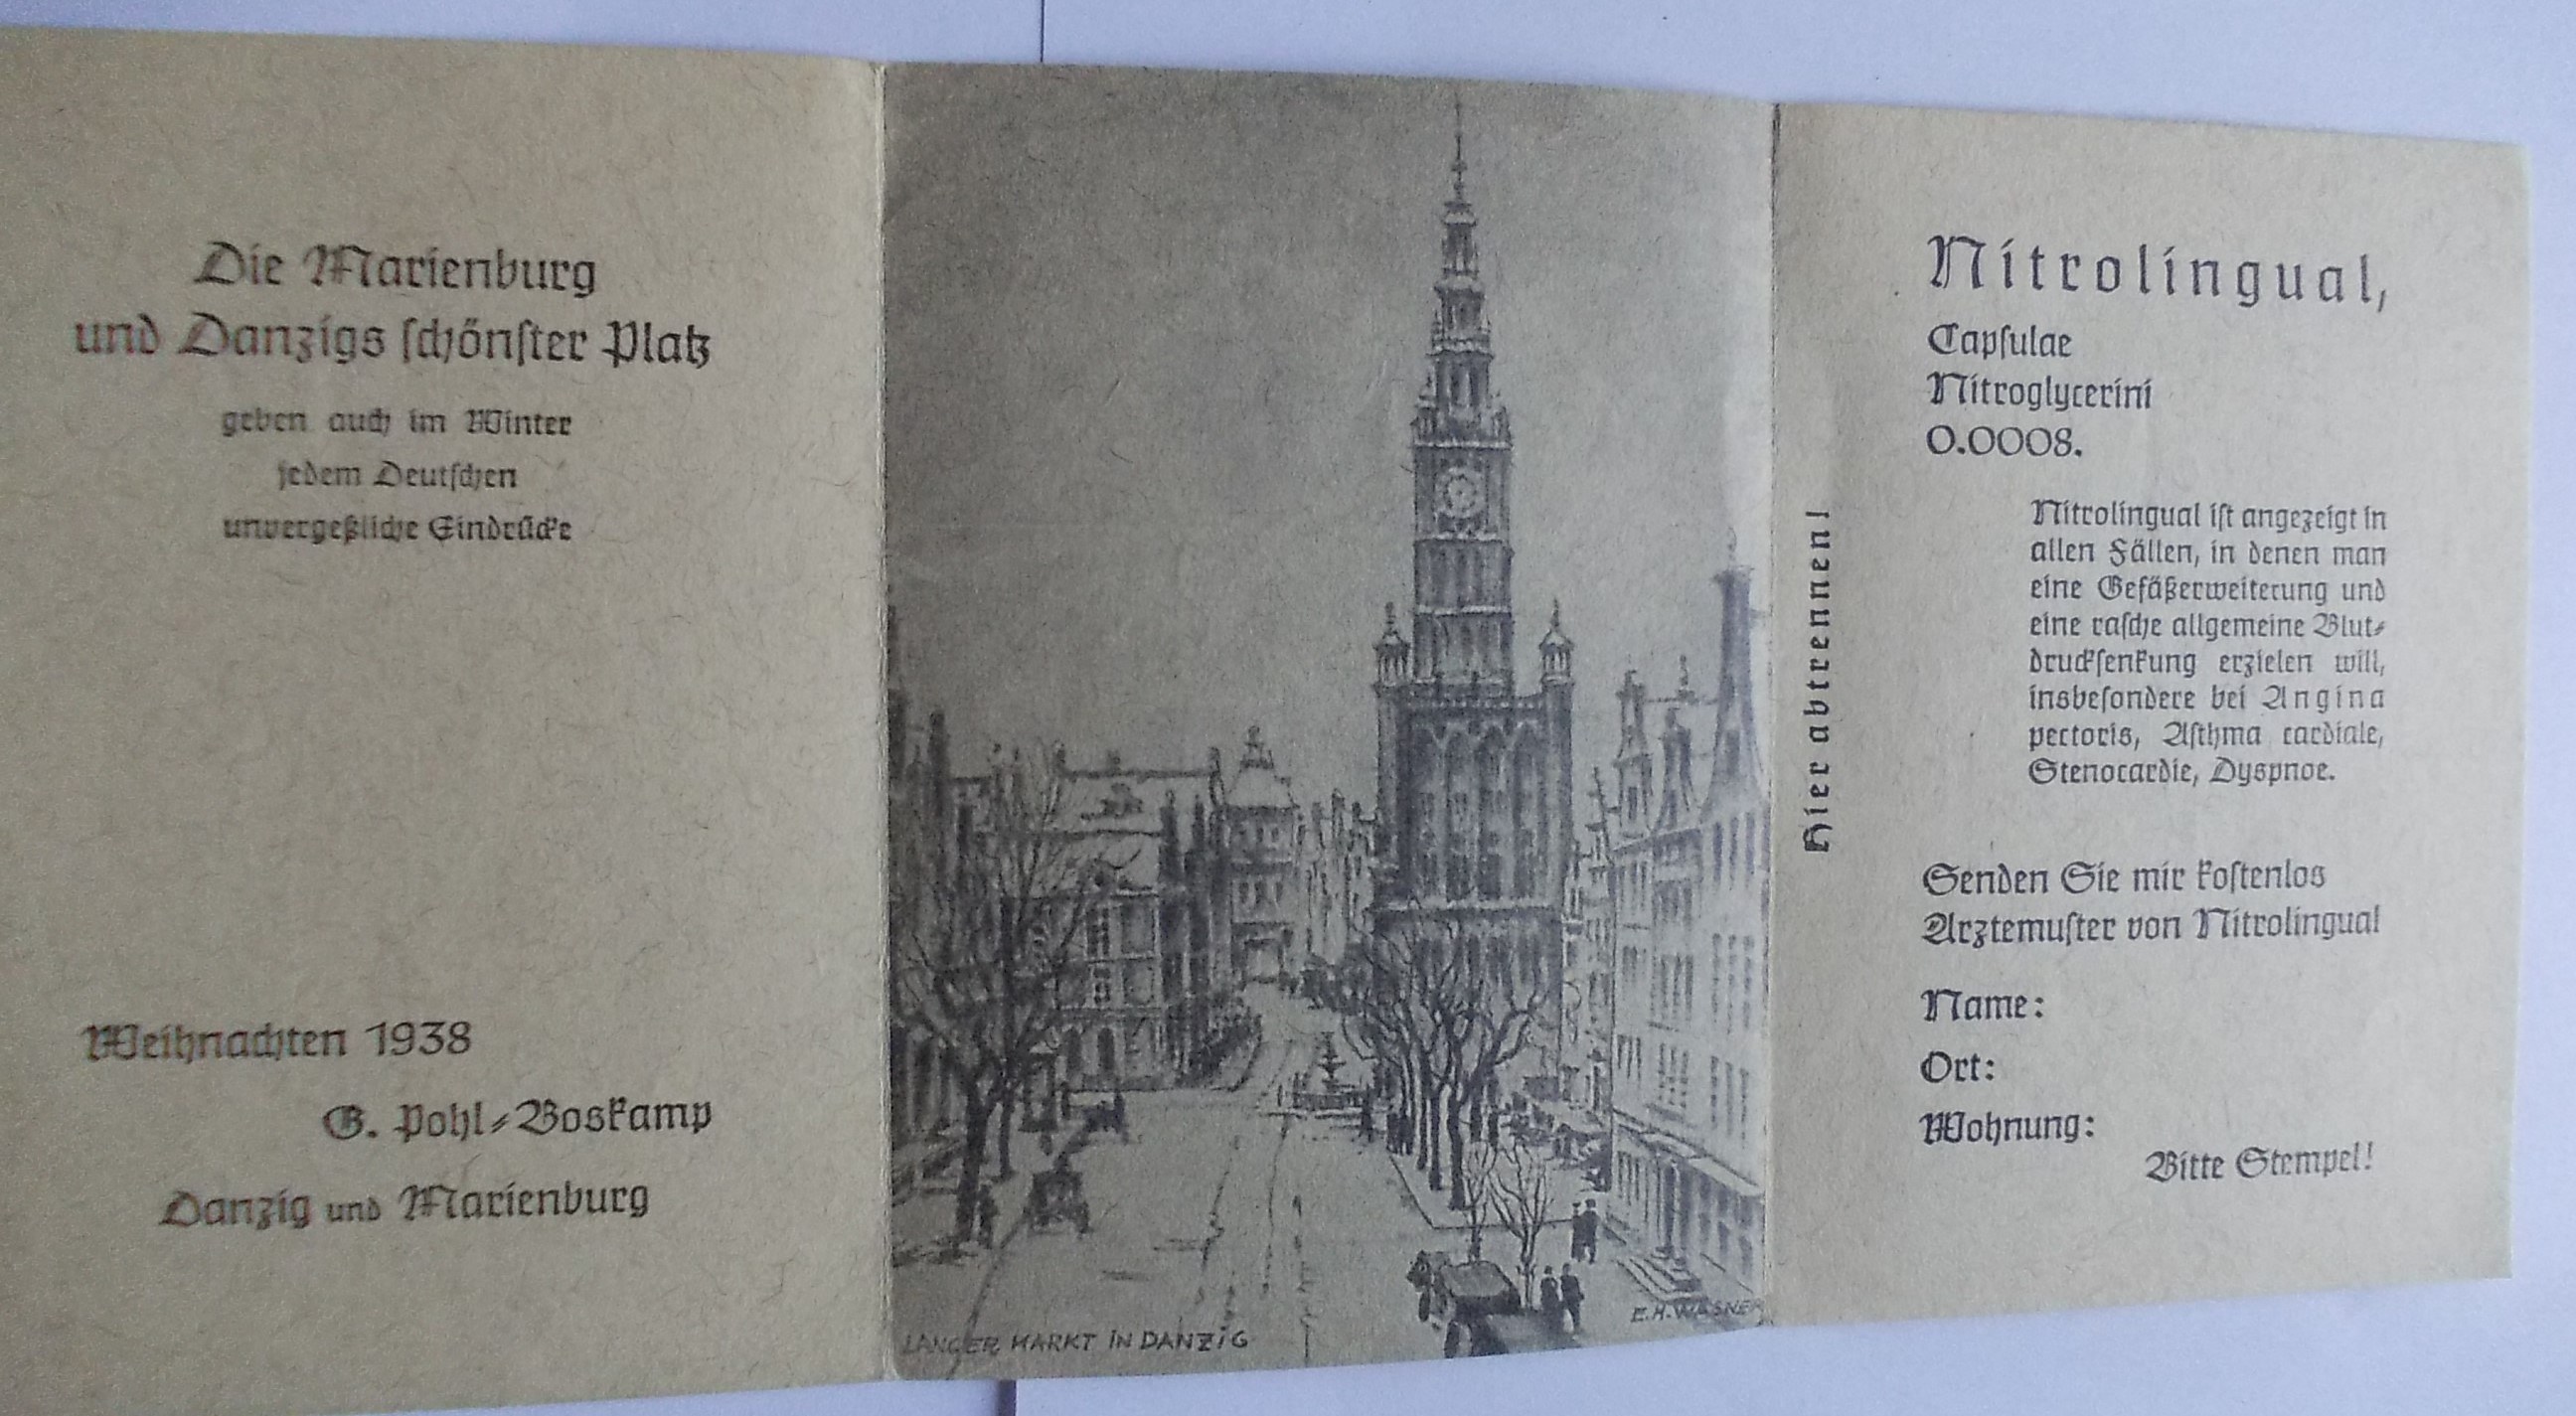 Die Marienburg
und Danzigs schönster Platz
geben auch im Winter
jedem Deutschen
unvergeßliche Eindrücke
Weihnachten 1938
G. Pohl-Boskamp
Danzig und Marienburg
LANGER MARKT IN DANZIG
E.H. WASNER
Hier abtrennen!
Nitrolingual,
Capsulae
Nitroglycerini
0.0008.
Nitrolingual ist angezeigt in
allen Fällen, in denen man
eine Gefäßerweiterung und
eine rasche allgemeine Blut-
drucksenkung erzielen will,
insbesondere bei Angina
pectoris, Asthma cardiale,
Stenocardie, Dyspnoe.
Senden Sie mir kostenlos
Arztemuster von Nitrolingual
Name:
Ort:
Wohnung:
Bitte Stempel!